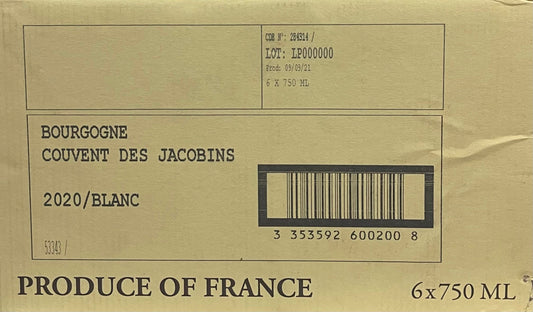 CDE N°: 284314 /
LOT: LP000000
Prod: 09/09/21
6 X 750 ML
BOURGOGNE
COUVENT DES JACOBINS
2020/BLANC
3 353592 600200 8
53343 /
PRODUCE OF FRANCE
6x750 ML